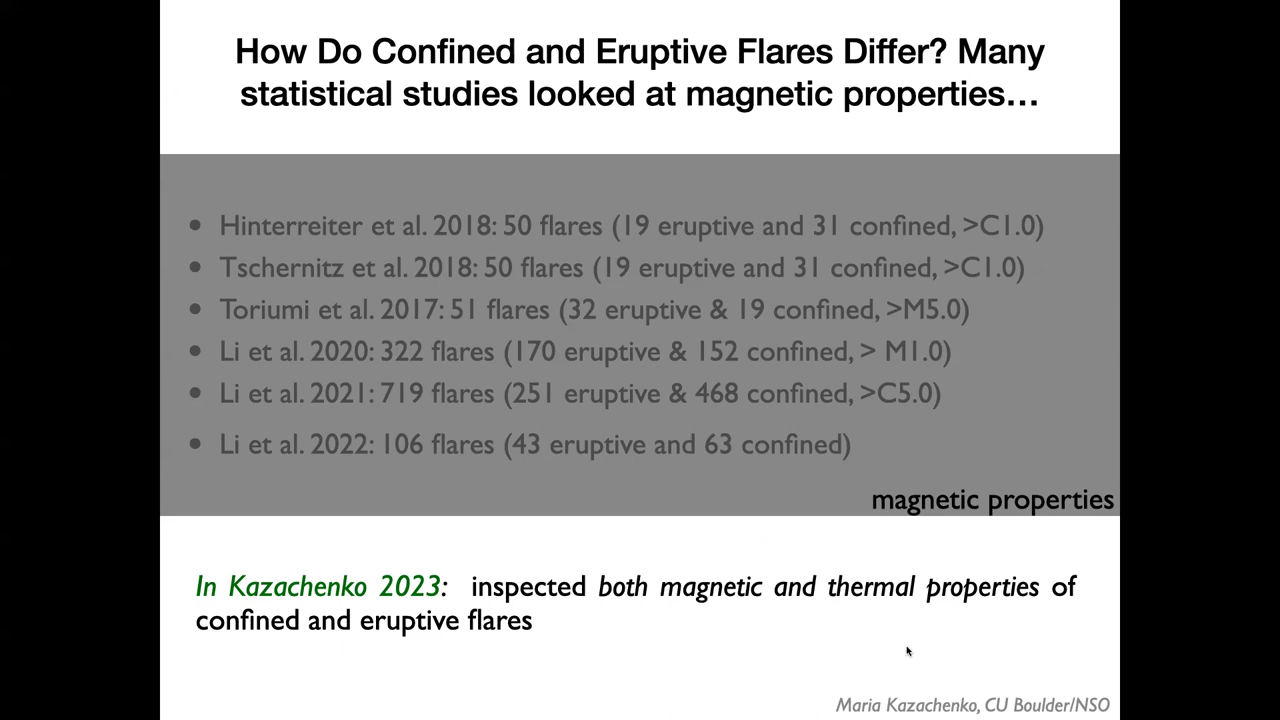 How Do Confined and Eruptive Flares Differ? Many
statistical studies looked at magnetic properties…
• Hinterreiter et al. 2018: 50 flares (19 eruptive and 31 confined, >C1.0)
• Tschernitz et al. 2018: 50 flares (19 eruptive and 31 confined, >C1.0)
• Toriumi et al. 2017: 51 flares (32 eruptive & 19 confined, >M5.0)
• Li et al. 2020: 322 flares (170 eruptive & 152 confined, > M1.0)
• Li et al. 2021: 719 flares (251 eruptive & 468 confined, >C5.0)
• Li et al. 2022: 106 flares (43 eruptive and 63 confined)
magnetic properties
In Kazachenko 2023: inspected both magnetic and thermal properties of
confined and eruptive flares
Maria Kazachenko, CU Boulder/NSO